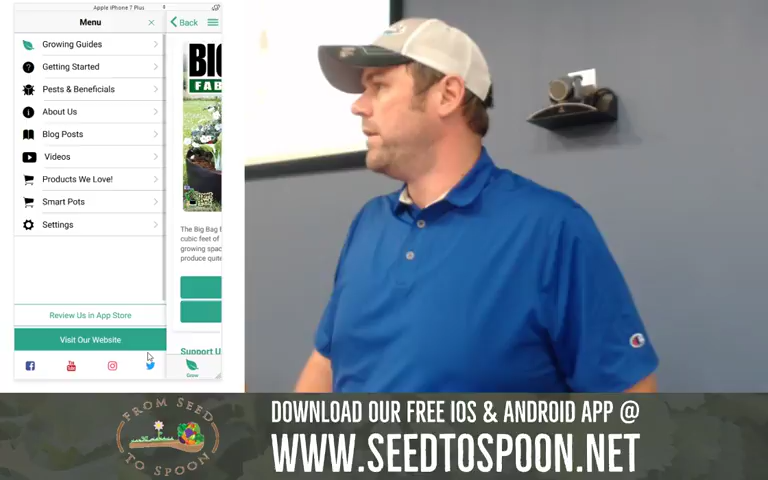 Apple iPhone 7 Plus
Menu
Back
Growing Guides
Getting Started
Pests & Beneficials
About Us
Blog Posts
Videos
Products We Love!
Smart Pots
Settings
Review Us in App Store
Visit Our Website
BIG
FAB
The Big Bag
cubic feet of
growing spac
produce quite
Support U
Grow
FROM SEED
TO SPOON
DOWNLOAD OUR FREE IOS & ANDROID APP @
WWW.SEEDTOSPOON.NET